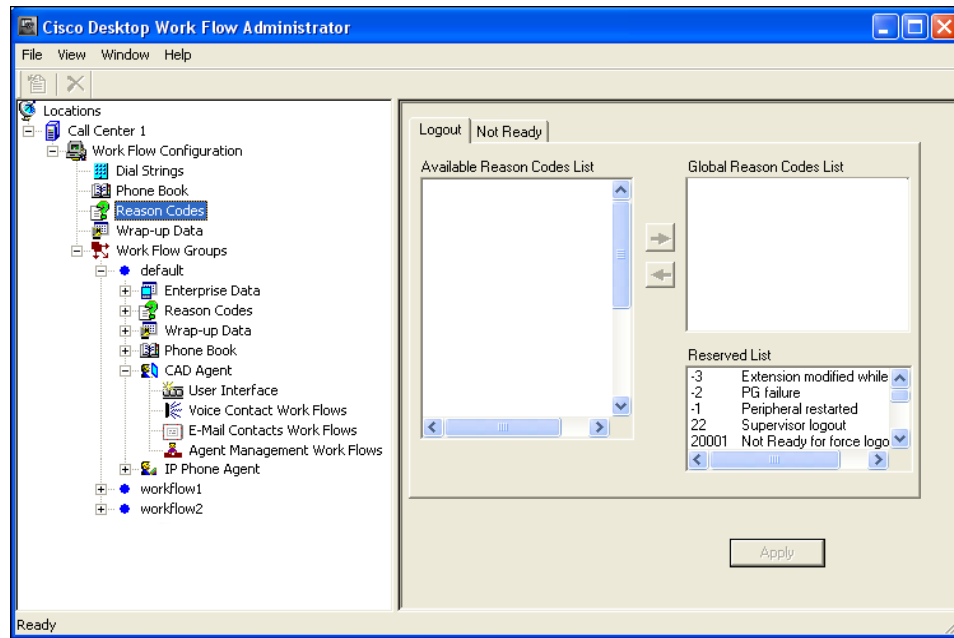 Cisco Desktop Work Flow Administrator
File View Window Help
Locations
Call Center 1
Work Flow Configuration
Dial Strings
Phone Book
Reason Codes
Wrap-up Data
Work Flow Groups
default
Enterprise Data
Reason Codes
Wrap-up Data
Phone Book
CAD Agent
User Interface
Voice Contact Work Flows
E-Mail Contacts Work Flows
Agent Management Work Flows
IP Phone Agent
workflow1
workflow2
Logout Not Ready
Available Reason Codes List
Global Reason Codes List
Reserved List
-3 Extension modified while
-2 PG failure
-1 Peripheral restarted
22 Supervisor logout
20001 Not Ready for force logo
Apply
Ready